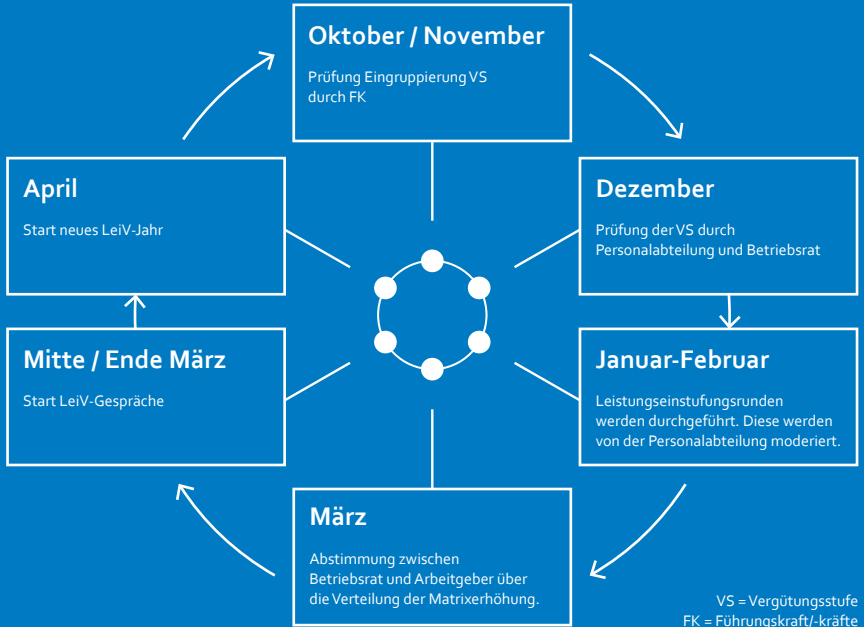 Oktober / November
Prüfung Eingruppierung VS
durch FK
Dezember
Prüfung der VS durch
Personalabteilung und Betriebsrat
Januar-Februar
Leistungseinstufungsrunden
werden durchgeführt. Diese werden
von der Personalabteilung moderiert.
März
Abstimmung zwischen
Betriebsrat und Arbeitgeber über
die Verteilung der Matrixerhöhung.
Mitte / Ende März
Start LeiV-Gespräche
April
Start neues LeiV-Jahr
VS = Vergütungsstufe
FK = Führungskraft/-kräfte